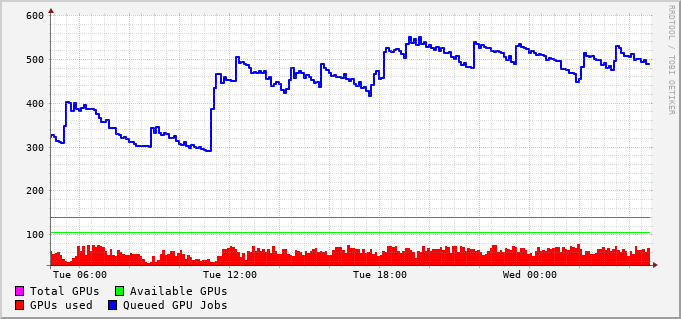 600
500
400
300
200
100
Tue 06:00 Tue 12:00 Tue 18:00 Wed 00:00
Total GPUs Available GPUs
GPUs used Queued GPU Jobs
RRDTOOL / TOBI OETIKER